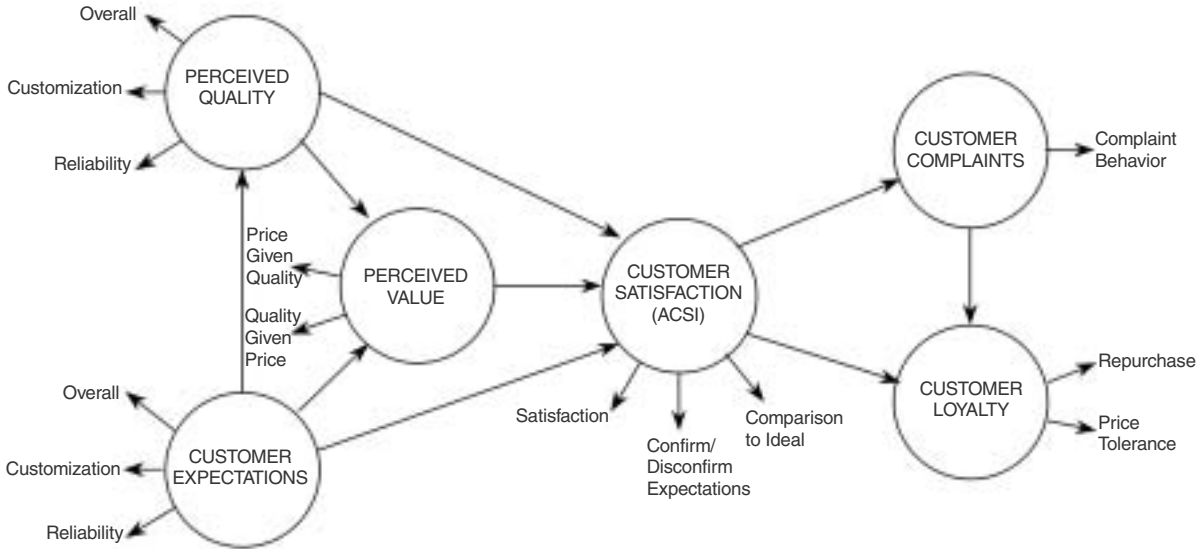 Overall
PERCEIVED
QUALITY
Customization
Reliability
CUSTOMER
COMPLAINTS
Complaint
Behavior
Price
Given
Quality
PERCEIVED
VALUE
Quality
Given
Price
CUSTOMER
SATISFACTION
(ACSI)
Satisfaction
Confirm/
Disconfirm
Expectations
Comparison
to Ideal
Overall
Customization
Reliability
CUSTOMER
EXPECTATIONS
CUSTOMER
LOYALTY
Repurchase
Price
Tolerance